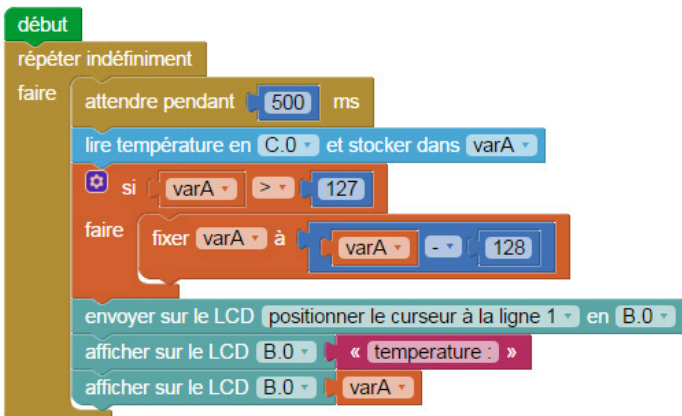 début
répéter indéfiniment
faire
attendre pendant 500 ms
lire température en C.0 et stocker dans varA
si varA > 127
faire fixer varA à varA - 128
envoyer sur le LCD positionner le curseur à la ligne 1 en B.0
afficher sur le LCD B.0 « temperature : »
afficher sur le LCD B.0 varA